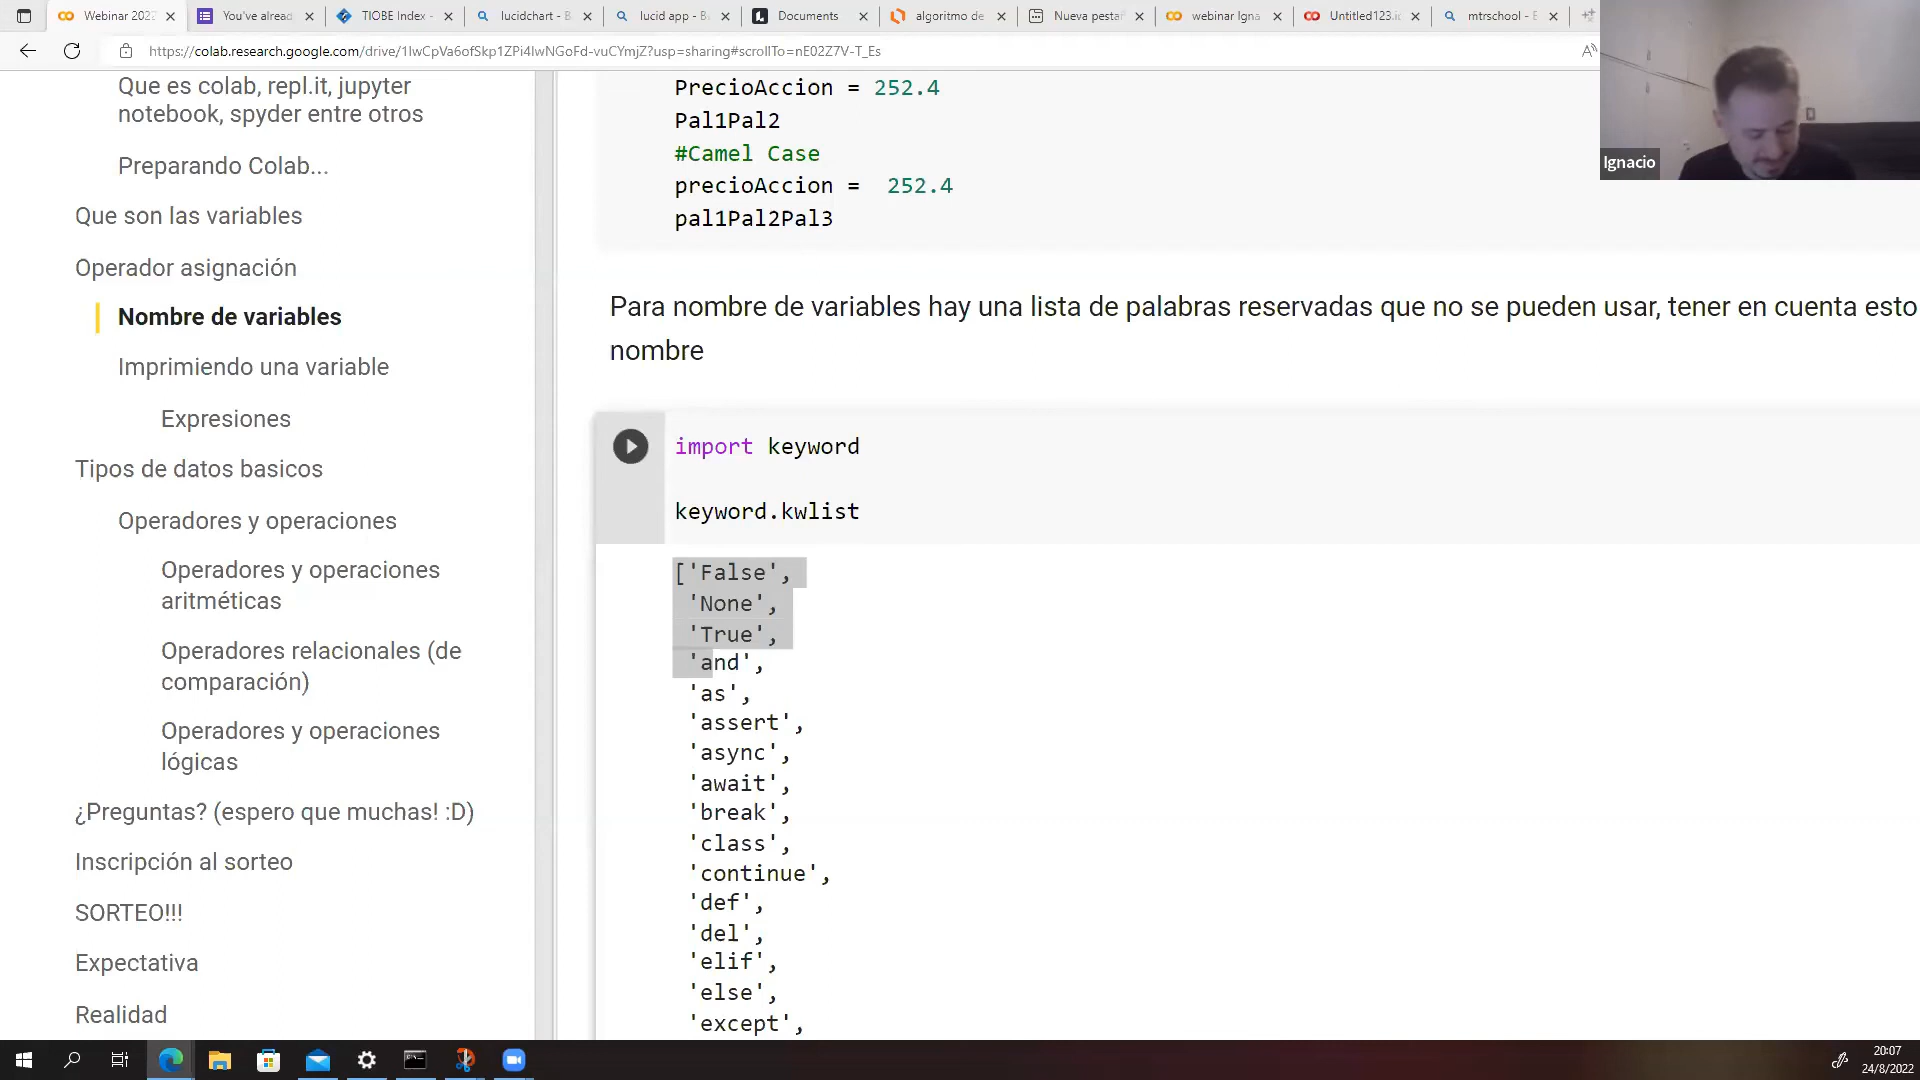 Webinar 2022
You've alread
TIOBE Index -
lucidchart - B
lucid app - B
Documents
algoritmo de
Nueva pestañ
webinar Igna
Untitled123.i
mtrschool - B
https://colab.research.google.com/drive/1IwCpVa6ofSkp1ZPi4IwNGoFd-vuCYmjZ?usp=sharing#scrollTo=nE02Z7V-T_Es
Ignacio
Que es colab, repl.it, jupyter
notebook, spyder entre otros
Preparando Colab...
Que son las variables
Operador asignación
Nombre de variables
Imprimiendo una variable
Expresiones
Tipos de datos basicos
Operadores y operaciones
Operadores y operaciones
aritméticas
Operadores relacionales (de
comparación)
Operadores y operaciones
lógicas
¿Preguntas? (espero que muchas! :D)
Inscripción al sorteo
SORTEO!!!
Expectativa
Realidad
PrecioAccion = 252.4
Pal1Pal2
#Camel Case
precioAccion =  252.4
pal1Pal2Pal3
Para nombre de variables hay una lista de palabras reservadas que no se pueden usar, tener en cuenta esto
nombre
import keyword
keyword.kwlist
['False',
'None',
'True',
'and',
'as',
'assert',
'async',
'await',
'break',
'class',
'continue',
'def',
'del',
'elif',
'else',
'except',
20:07
24/8/2022